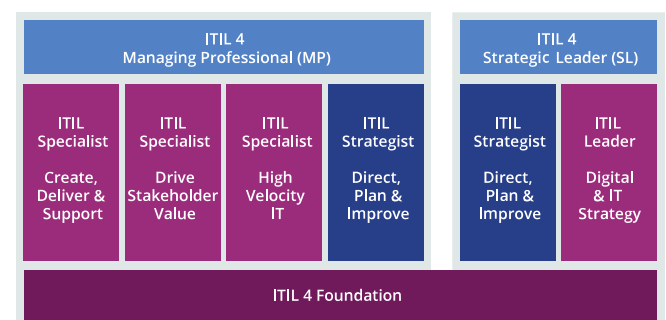 ITIL 4
Managing Professional (MP)
ITIL 4
Strategic Leader (SL)
ITIL
Specialist
Create,
Deliver &
Support
ITIL
Specialist
Drive
Stakeholder
Value
ITIL
Specialist
High
Velocity
IT
ITIL
Strategist
Direct,
Plan &
Improve
ITIL
Strategist
Direct,
Plan &
Improve
ITIL
Leader
Digital
& IT
Strategy
ITIL 4 Foundation